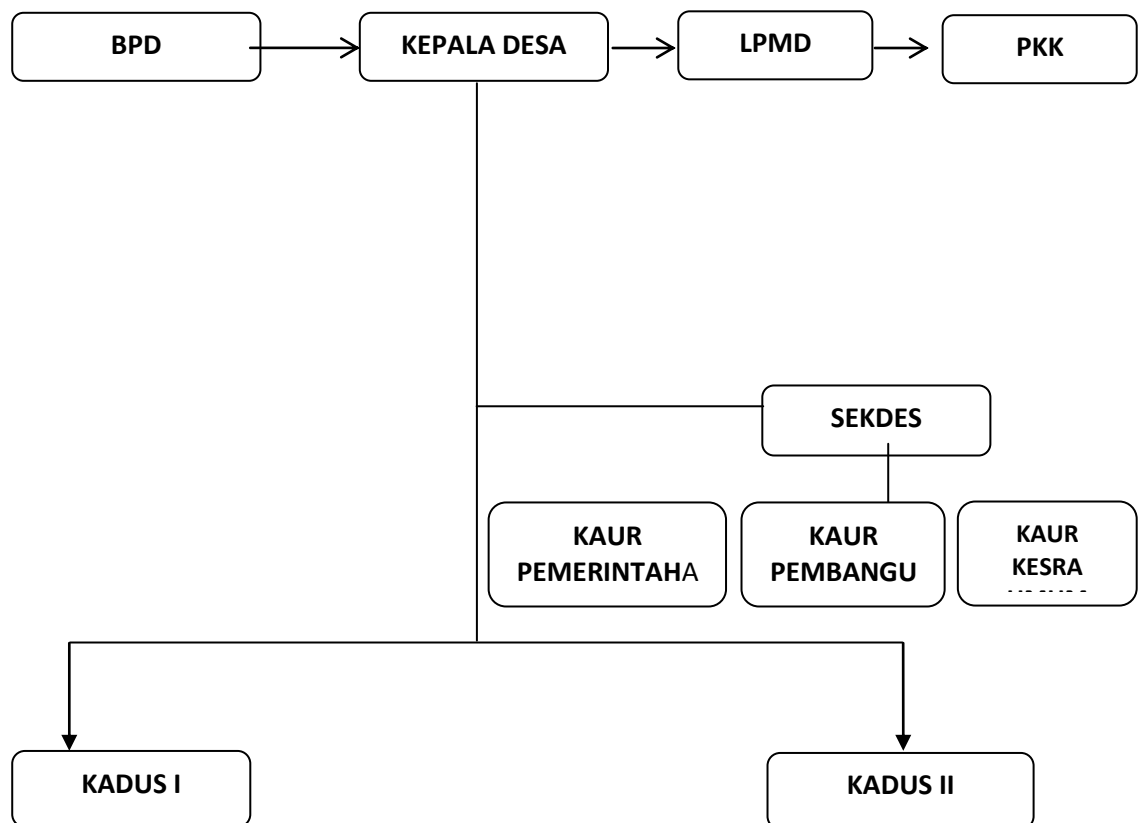 BPD
KEPALA DESA
LPMD
PKK
SEKDES
KAUR
PEMERINTAHA
KAUR
PEMBANGU
KAUR
KESRA
KADUS I
KADUS II